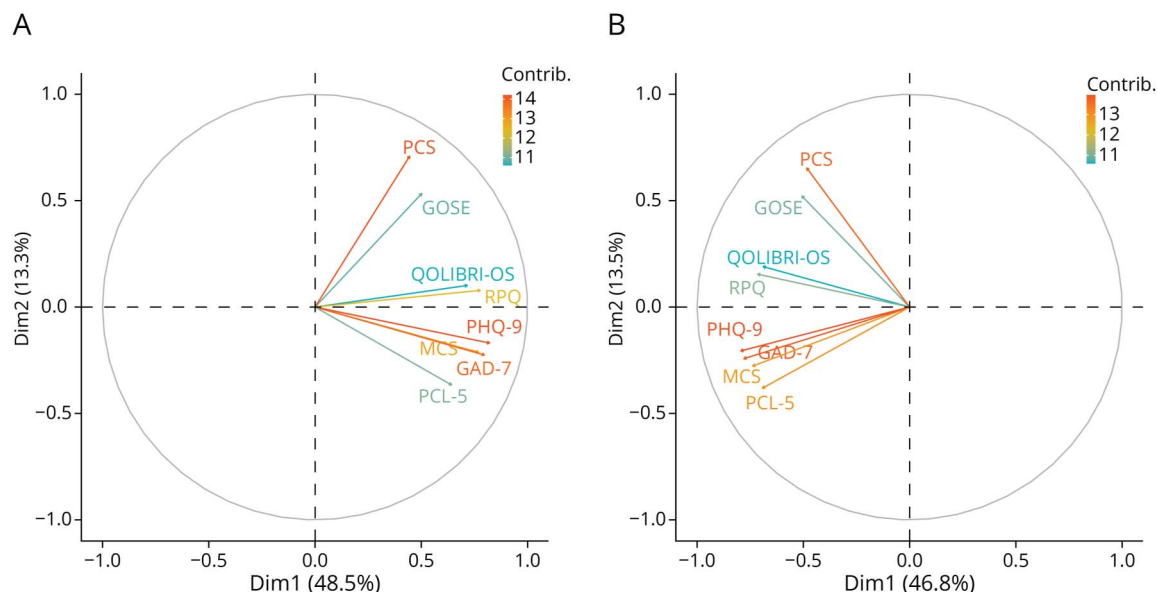 A
Contrib.
14
13
12
11
1.0
0.5
0.0
−0.5
−1.0
Dim2 (13.3%)
PCS
GOSE
QOLIBRI-OS
RPQ
PHQ-9
MCS
GAD-7
PCL-5
−1.0 −0.5 0.0 0.5 1.0
Dim1 (48.5%)
B
Contrib.
13
12
11
1.0
0.5
0.0
−0.5
−1.0
Dim2 (13.5%)
PCS
GOSE
QOLIBRI-OS
RPQ
PHQ-9
GAD-7
MCS
PCL-5
−1.0 −0.5 0.0 0.5 1.0
Dim1 (46.8%)